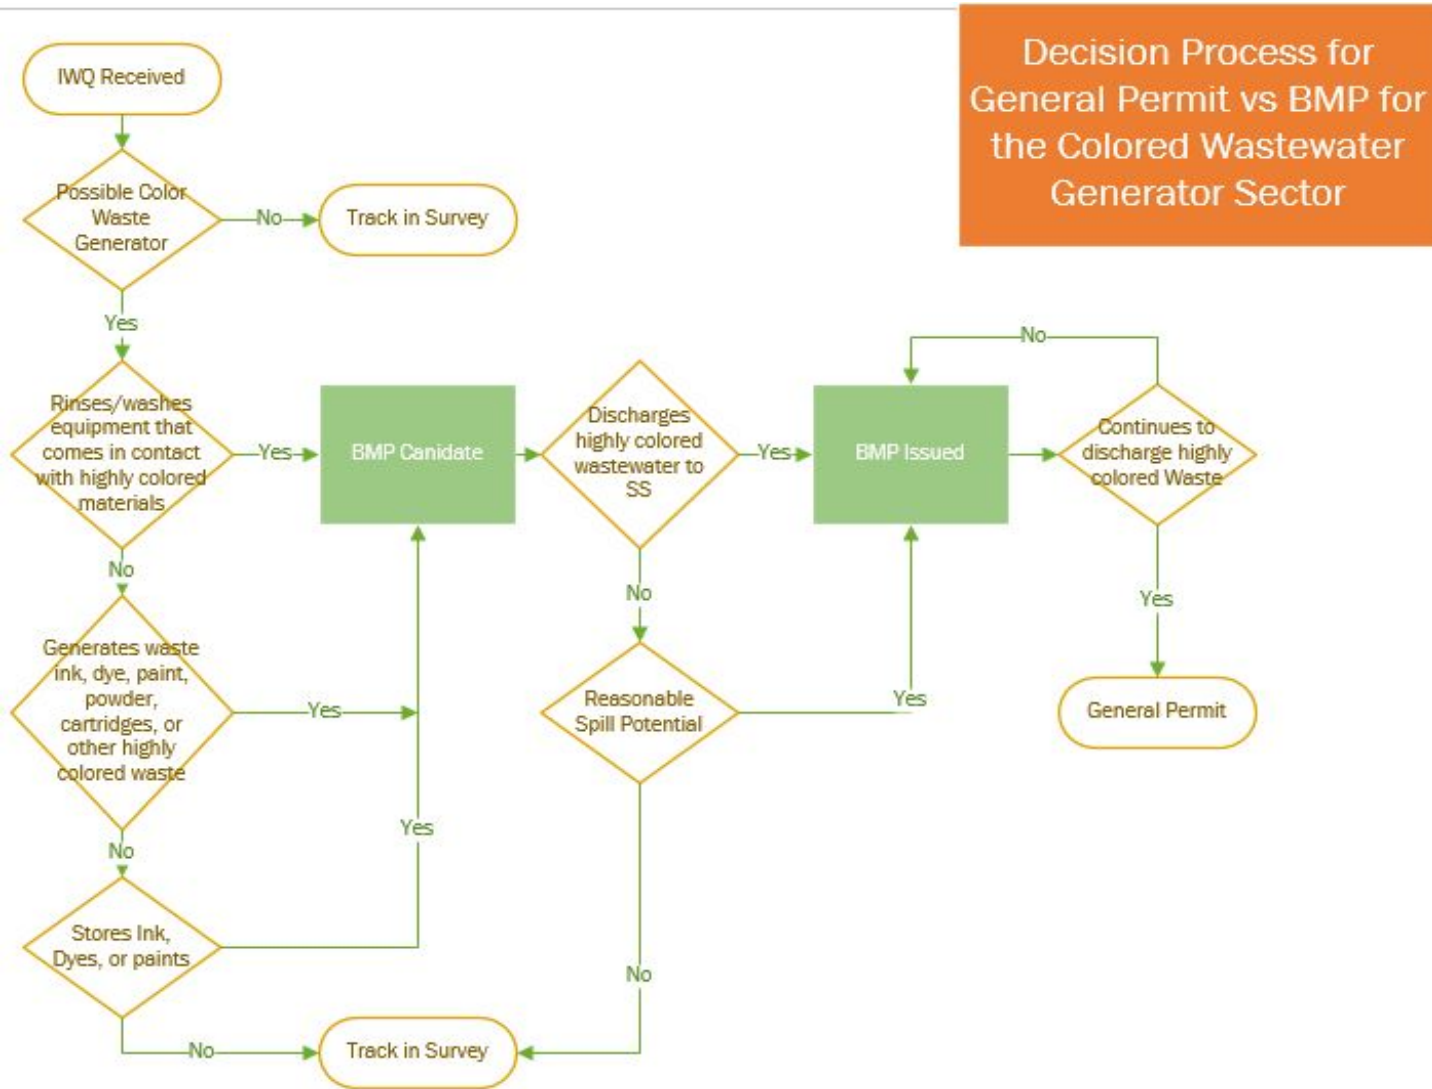 Decision Process for
General Permit vs BMP for
the Colored Wastewater
Generator Sector
IWQ Received
Possible Color
Waste
Generator
No
Track in Survey
Yes
Rinses/washes
equipment that
comes in contact
with highly colored
materials
Yes
BMP Canidate
Discharges
highly colored
wastewater to
SS
Yes
BMP Issued
No
Continues to
discharge highly
colored Waste
No
Generates waste
ink, dye, paint,
powder,
cartridges, or
other highly
colored waste
Yes
No
Reasonable
Spill Potential
Yes
Yes
General Permit
No
Stores Ink,
Dyes, or paints
Yes
No
No
Track in Survey